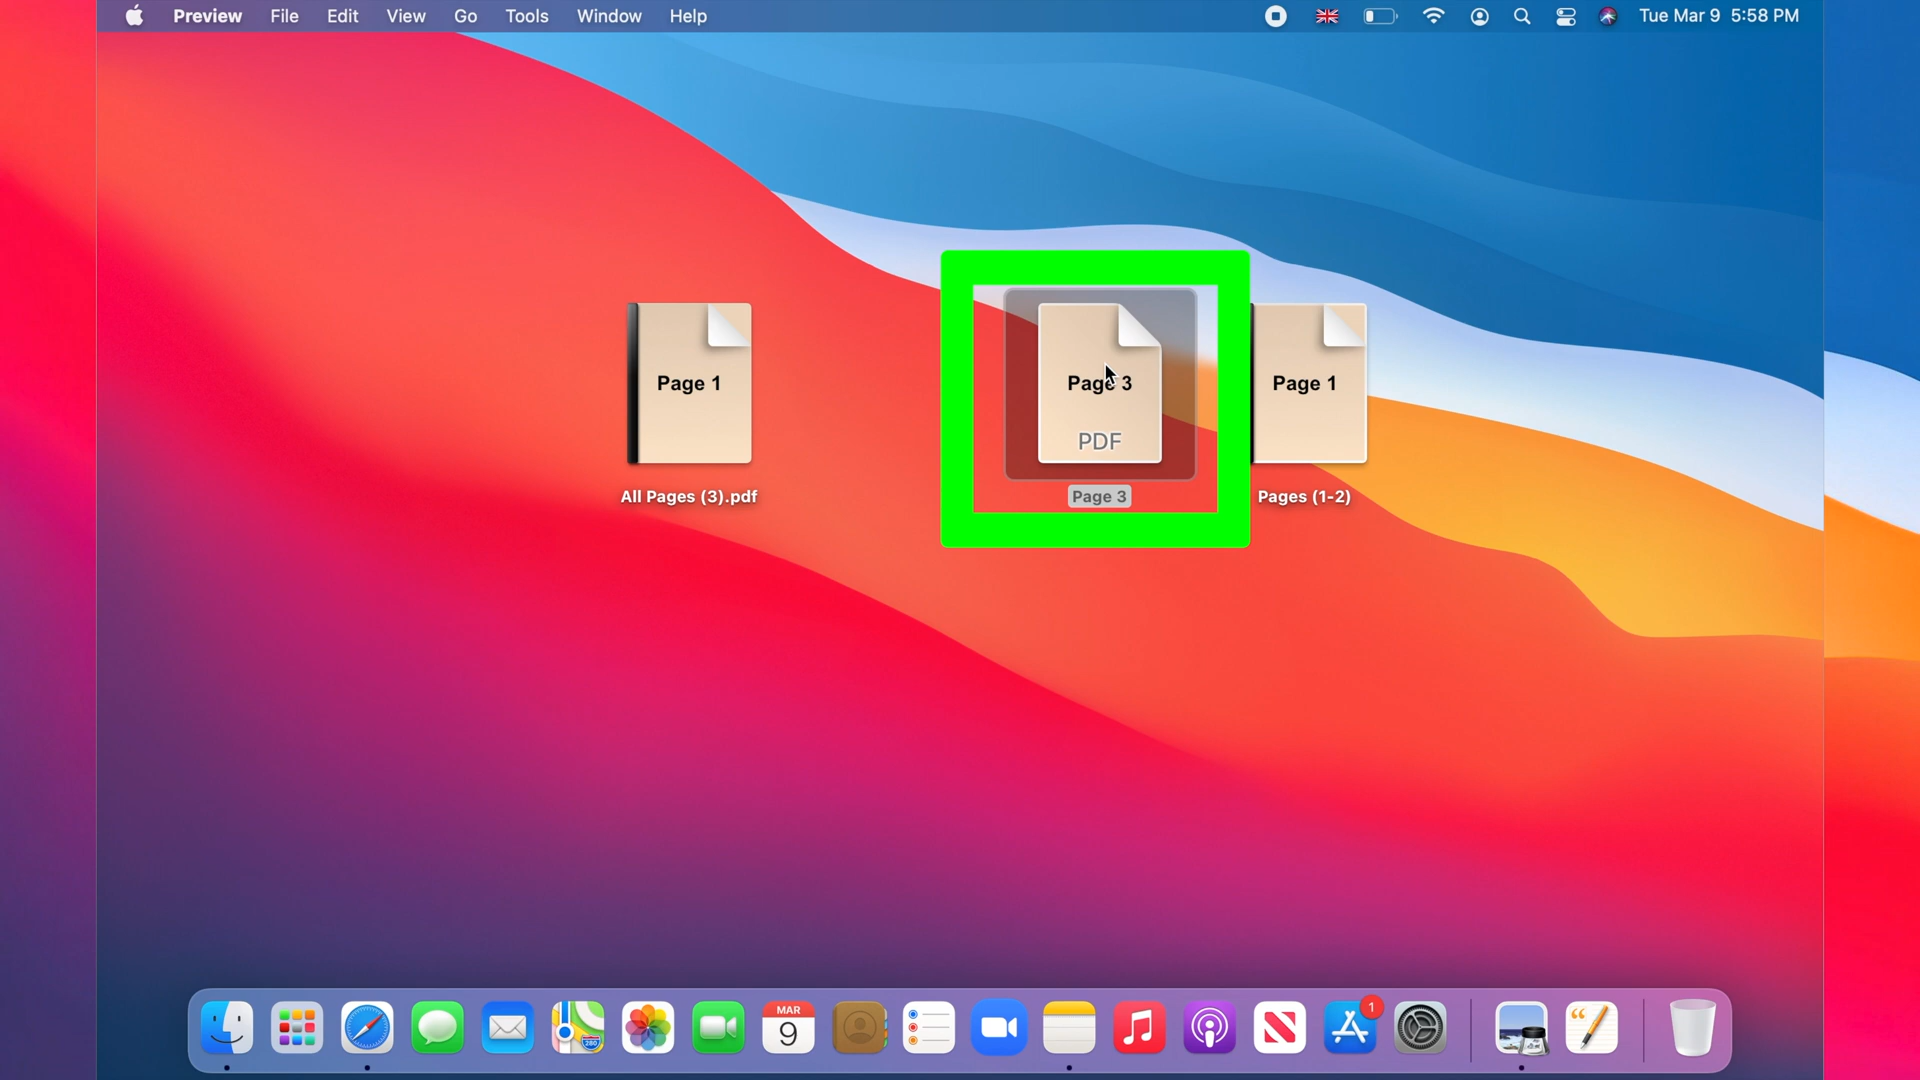 Preview File Edit View Go Tools Window Help Tue Mar 9 5:58 PM
Page 1
Page 3
Page 1
PDF
All Pages (3).pdf
Page 3
Pages (1-2)
MAR
9
280
1